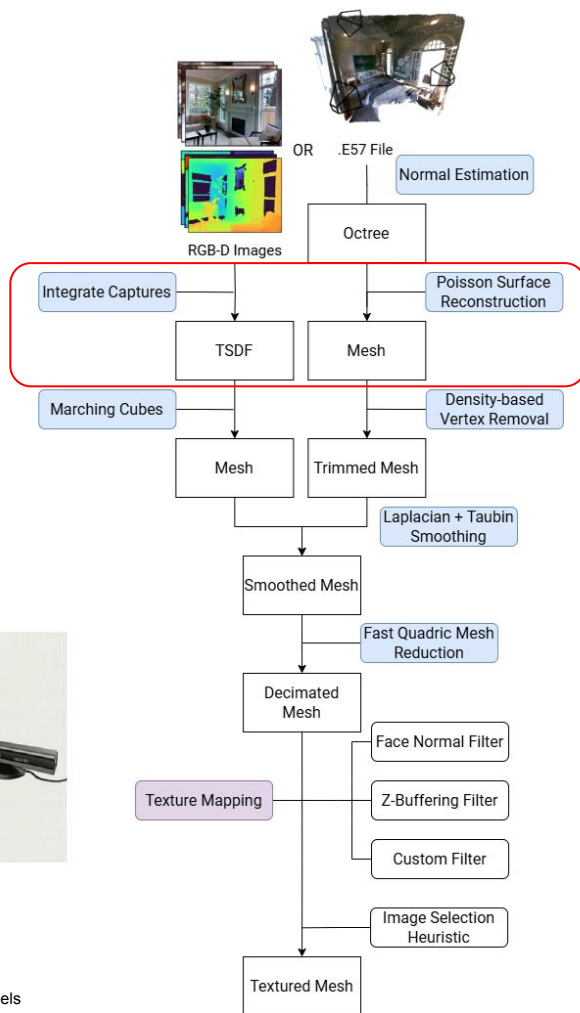 OR
.E57 File
Normal Estimation
RGB-D Images
Octree
Integrate Captures
Poisson Surface
Reconstruction
TSDF
Mesh
Marching Cubes
Density-based
Vertex Removal
Mesh
Trimmed Mesh
Laplacian + Taubin
Smoothing
Smoothed Mesh
Fast Quadric Mesh
Reduction
Decimated
Mesh
Face Normal Filter
Texture Mapping
Z-Buffering Filter
Custom Filter
Image Selection
Heuristic
Textured Mesh
els